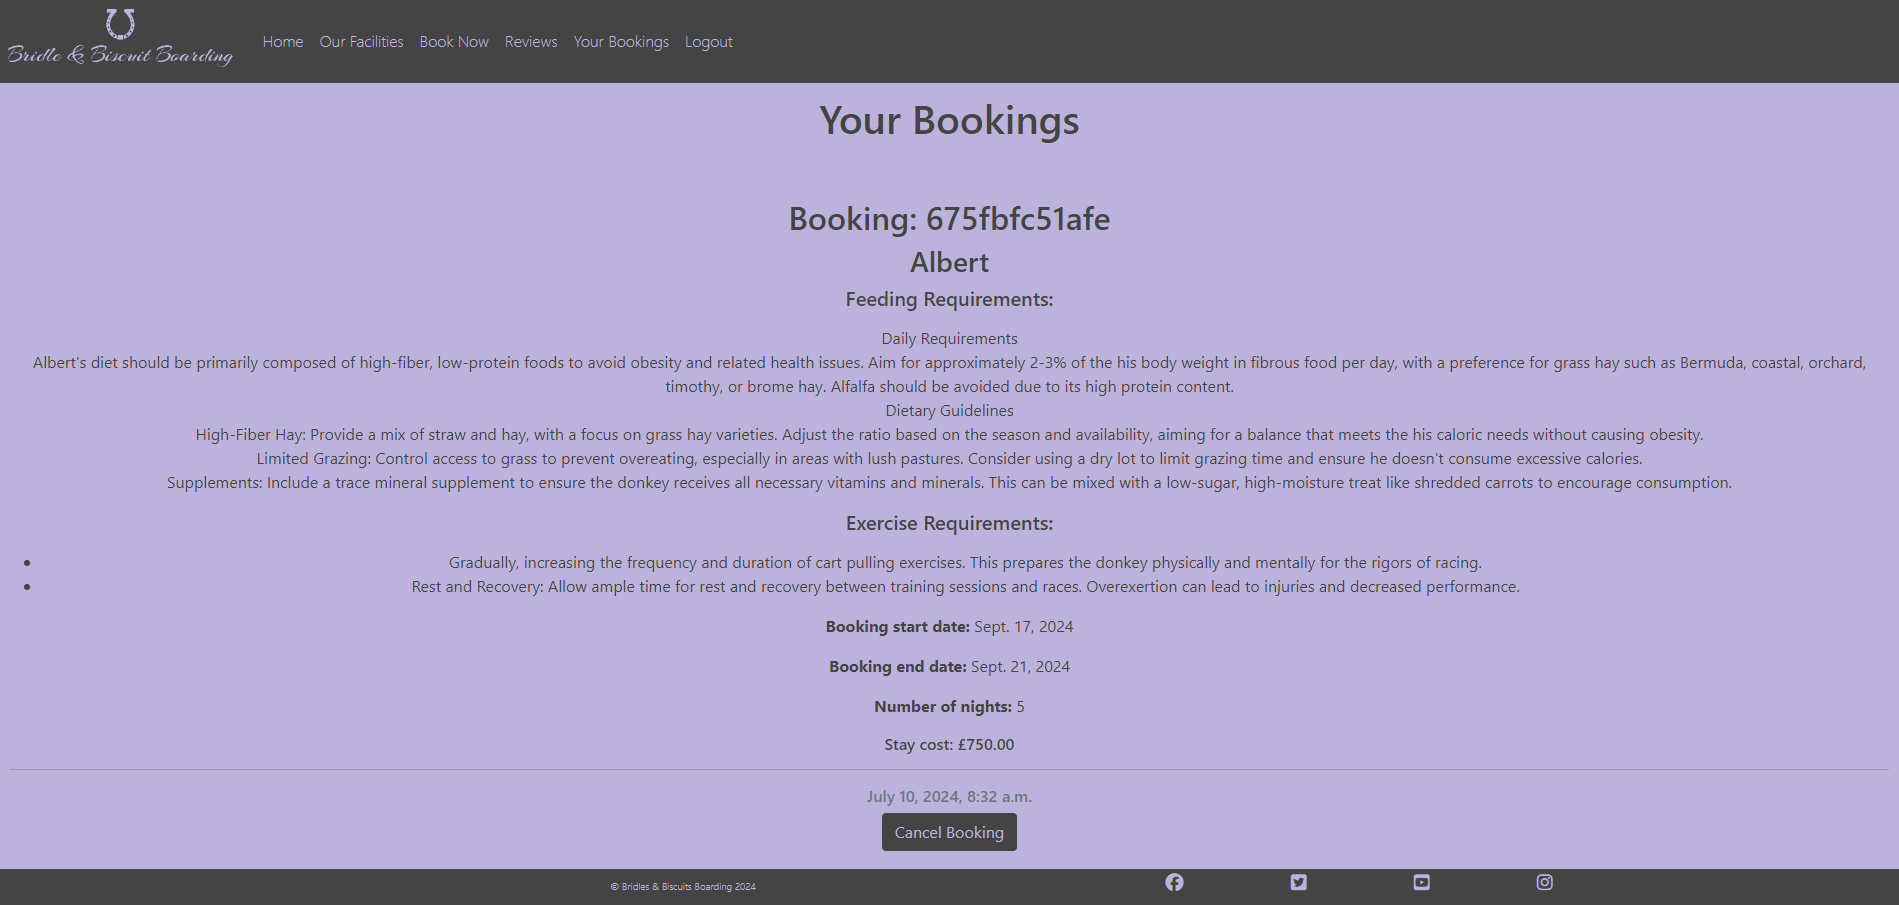 Bridle & Biscuit Boarding
Home Our Facilities Book Now Reviews Your Bookings Logout
Your Bookings
Booking: 675fbfc51afe
Albert
Feeding Requirements:
Daily Requirements
Albert's diet should be primarily composed of high-fiber, low-protein foods to avoid obesity and related health issues. Aim for approximately 2-3% of the his body weight in fibrous food per day, with a preference for grass hay such as Bermuda, coastal, orchard,
timothy, or brome hay. Alfalfa should be avoided due to its high protein content.
Dietary Guidelines
High-Fiber Hay: Provide a mix of straw and hay, with a focus on grass hay varieties. Adjust the ratio based on the season and availability, aiming for a balance that meets the his caloric needs without causing obesity.
Limited Grazing: Control access to grass to prevent overeating, especially in areas with lush pastures. Consider using a dry lot to limit grazing time and ensure he doesn't consume excessive calories.
Supplements: Include a trace mineral supplement to ensure the donkey receives all necessary vitamins and minerals. This can be mixed with a low-sugar, high-moisture treat like shredded carrots to encourage consumption.
Exercise Requirements:
• Gradually, increasing the frequency and duration of cart pulling exercises. This prepares the donkey physically and mentally for the rigors of racing.
• Rest and Recovery: Allow ample time for rest and recovery between training sessions and races. Overexertion can lead to injuries and decreased performance.
Booking start date: Sept. 17, 2024
Booking end date: Sept. 21, 2024
Number of nights: 5
Stay cost: £750.00
July 10, 2024, 8:32 a.m.
Cancel Booking
© Bridles & Biscuits Boarding 2024